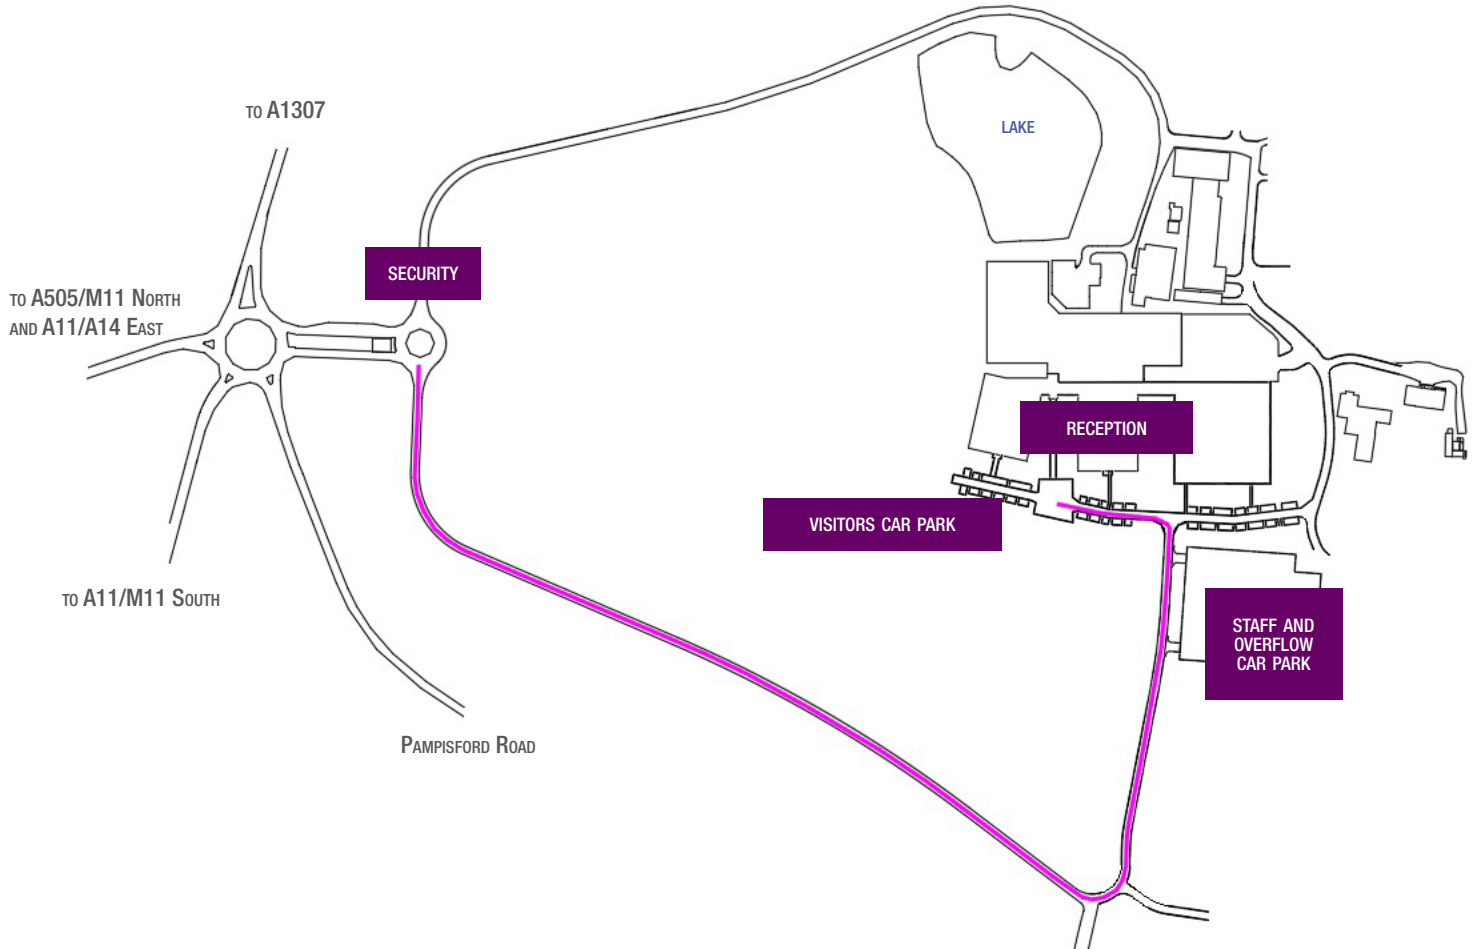 TO A1307
LAKE
SECURITY
TO A505/M11 NORTH
AND A11/A14 EAST
RECEPTION
VISITORS CAR PARK
TO A11/M11 SOUTH
STAFF AND
OVERFLOW
CAR PARK
PAMPISFORD ROAD